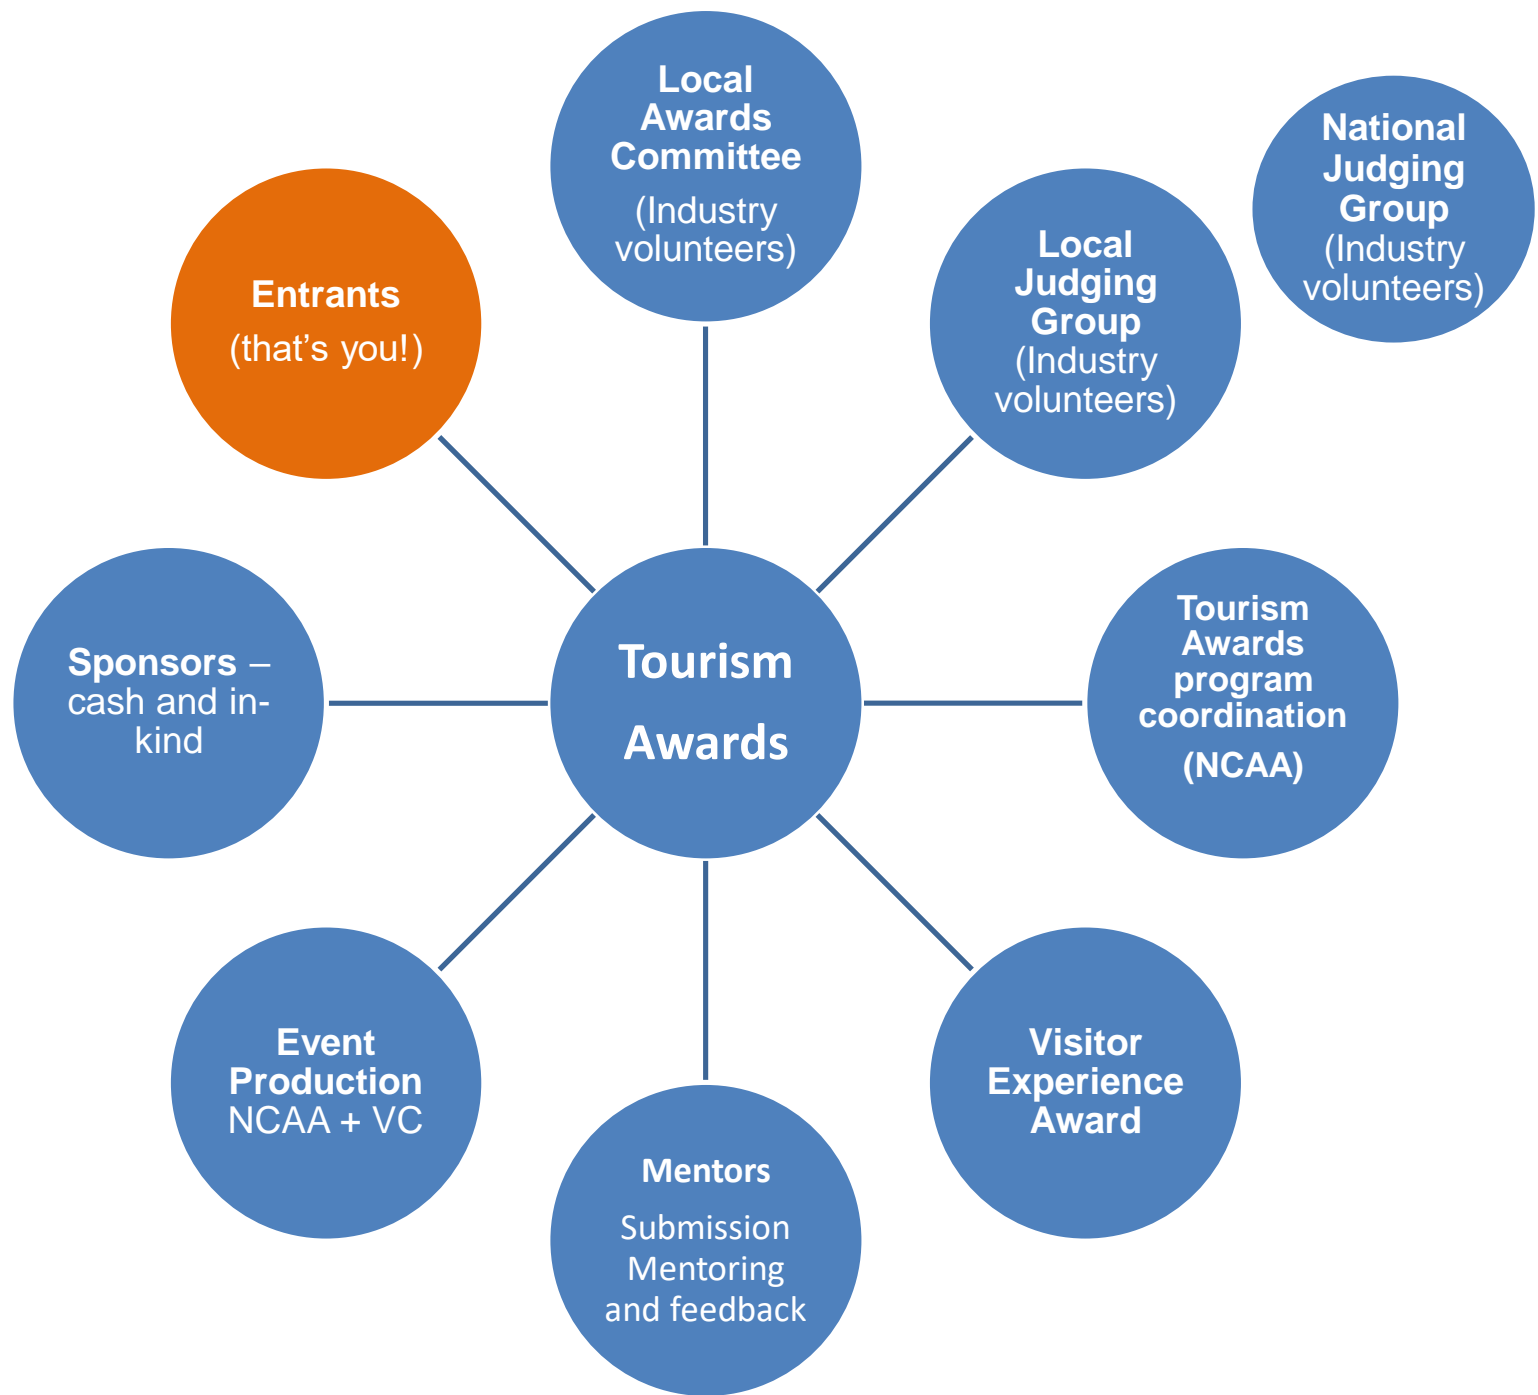 Local
Awards
Committee
(Industry
volunteers)
National
Judging
Group
(Industry
volunteers)
Local
Judging
Group
(Industry
volunteers)
Entrants
(that's you!)
Tourism
Awards
program
coordination
(NCAA)
Sponsors –
cash and in-
kind
Tourism
Awards
Event
Production
NCAA + VC
Visitor
Experience
Award
Mentors
Submission
Mentoring
and feedback